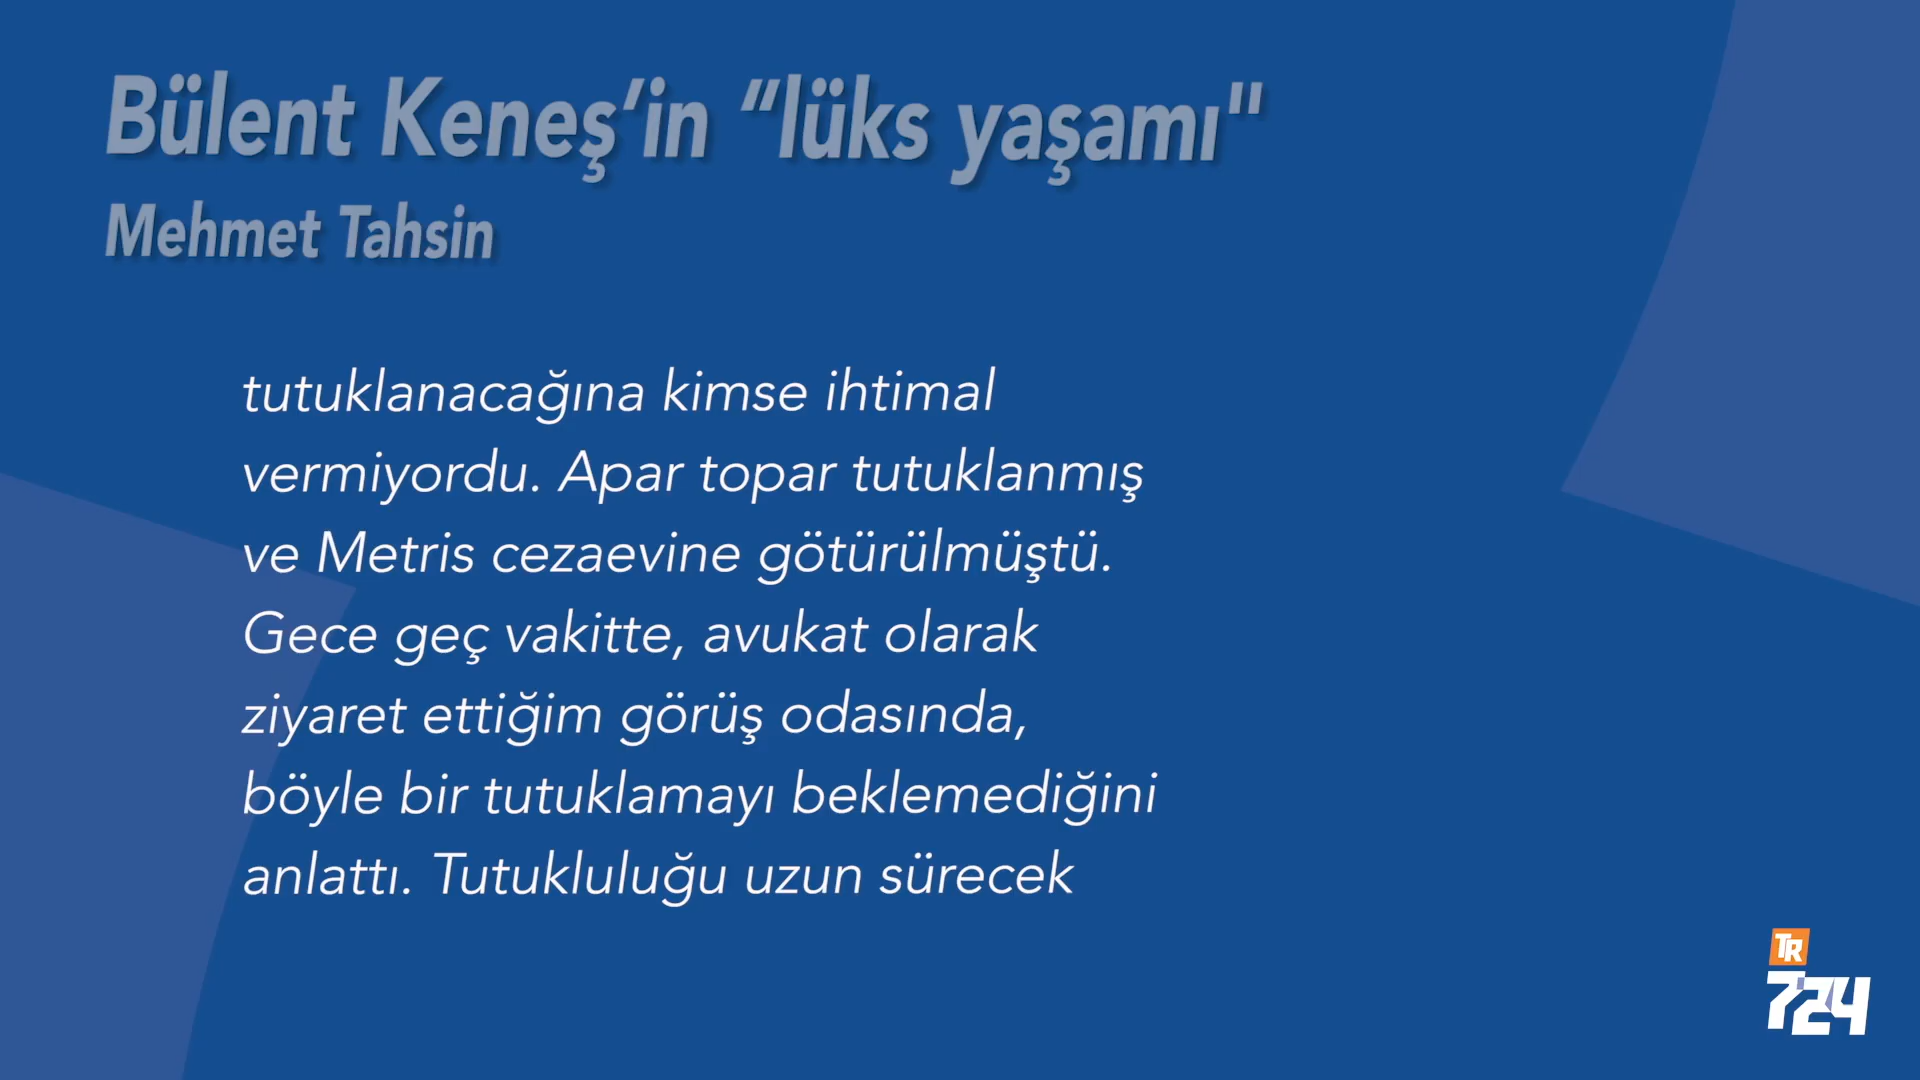 Bülent Keneş’in “lüks yaşamı"
Mehmet Tahsin
tutuklanacağına kimse ihtimal
vermiyordu. Apar topar tutuklanmış
ve Metris cezaevine götürülmüştü.
Gece geç vakitte, avukat olarak
ziyaret ettiğim görüş odasında,
böyle bir tutuklamayı beklemediğini
anlattı. Tutukluluğu uzun sürecek
TR
724